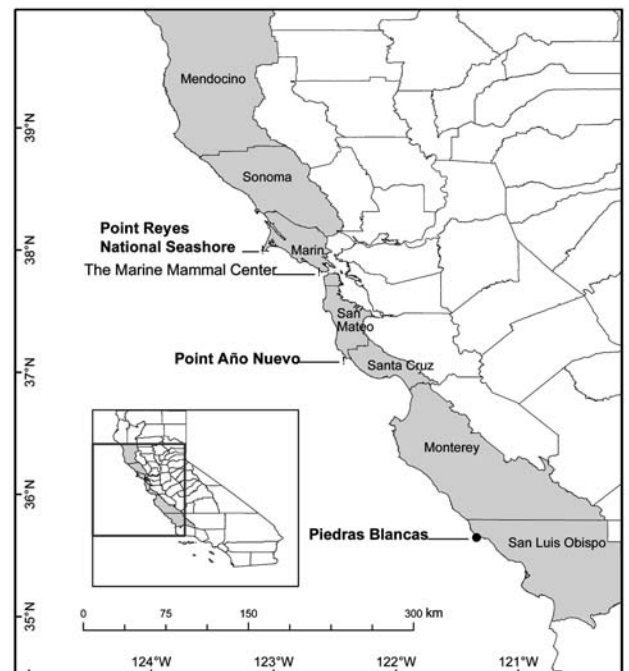 Mendocino
39°N
Sonoma
Point Reyes
National Seashore
38°N
Marin
The Marine Mammal Center
San
Mateo
Point Año Nuevo
Santa Cruz
37°N
Monterey
36°N
Piedras Blancas
San Luis Obispo
0 75 150 300 km
35°N
124°W 123°W 122°W 121°W